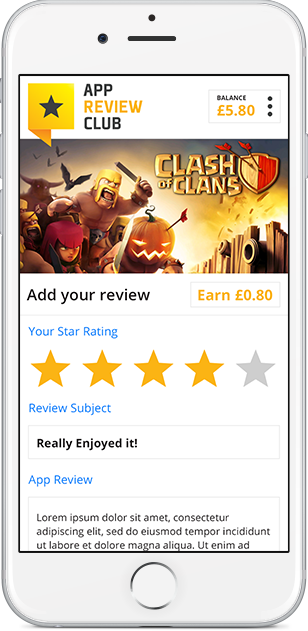 APP
REVIEW
CLUB
BALANCE
£5.80
CLASH
OF CLANS
Add your review
Earn £0.80
Your Star Rating
Review Subject
Really Enjoyed it!
App Review
Lorem ipsum dolor sit amet, consectetur
adipiscing elit, sed do eiusmod tempor incididunt
ut labore et dolore magna aliqua. Ut enim ad